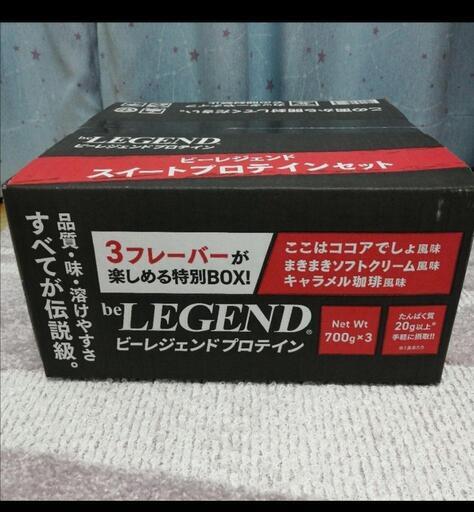 be LEGEND
ビーレジェンドプロテイン
ビーレジェンド
スイートプロテインセット
品質・味・溶けやすさ
すべてが伝説級。
3フレーバーが
楽しめる特別BOX!
ここはココアでしょ風味
まきまきソフトクリーム風味
キャラメル珈琲風味
be LEGEND®
ビーレジェンドプロテイン
Net Wt
700g×3
たんぱく質
20g以上*
手軽に摂取!!